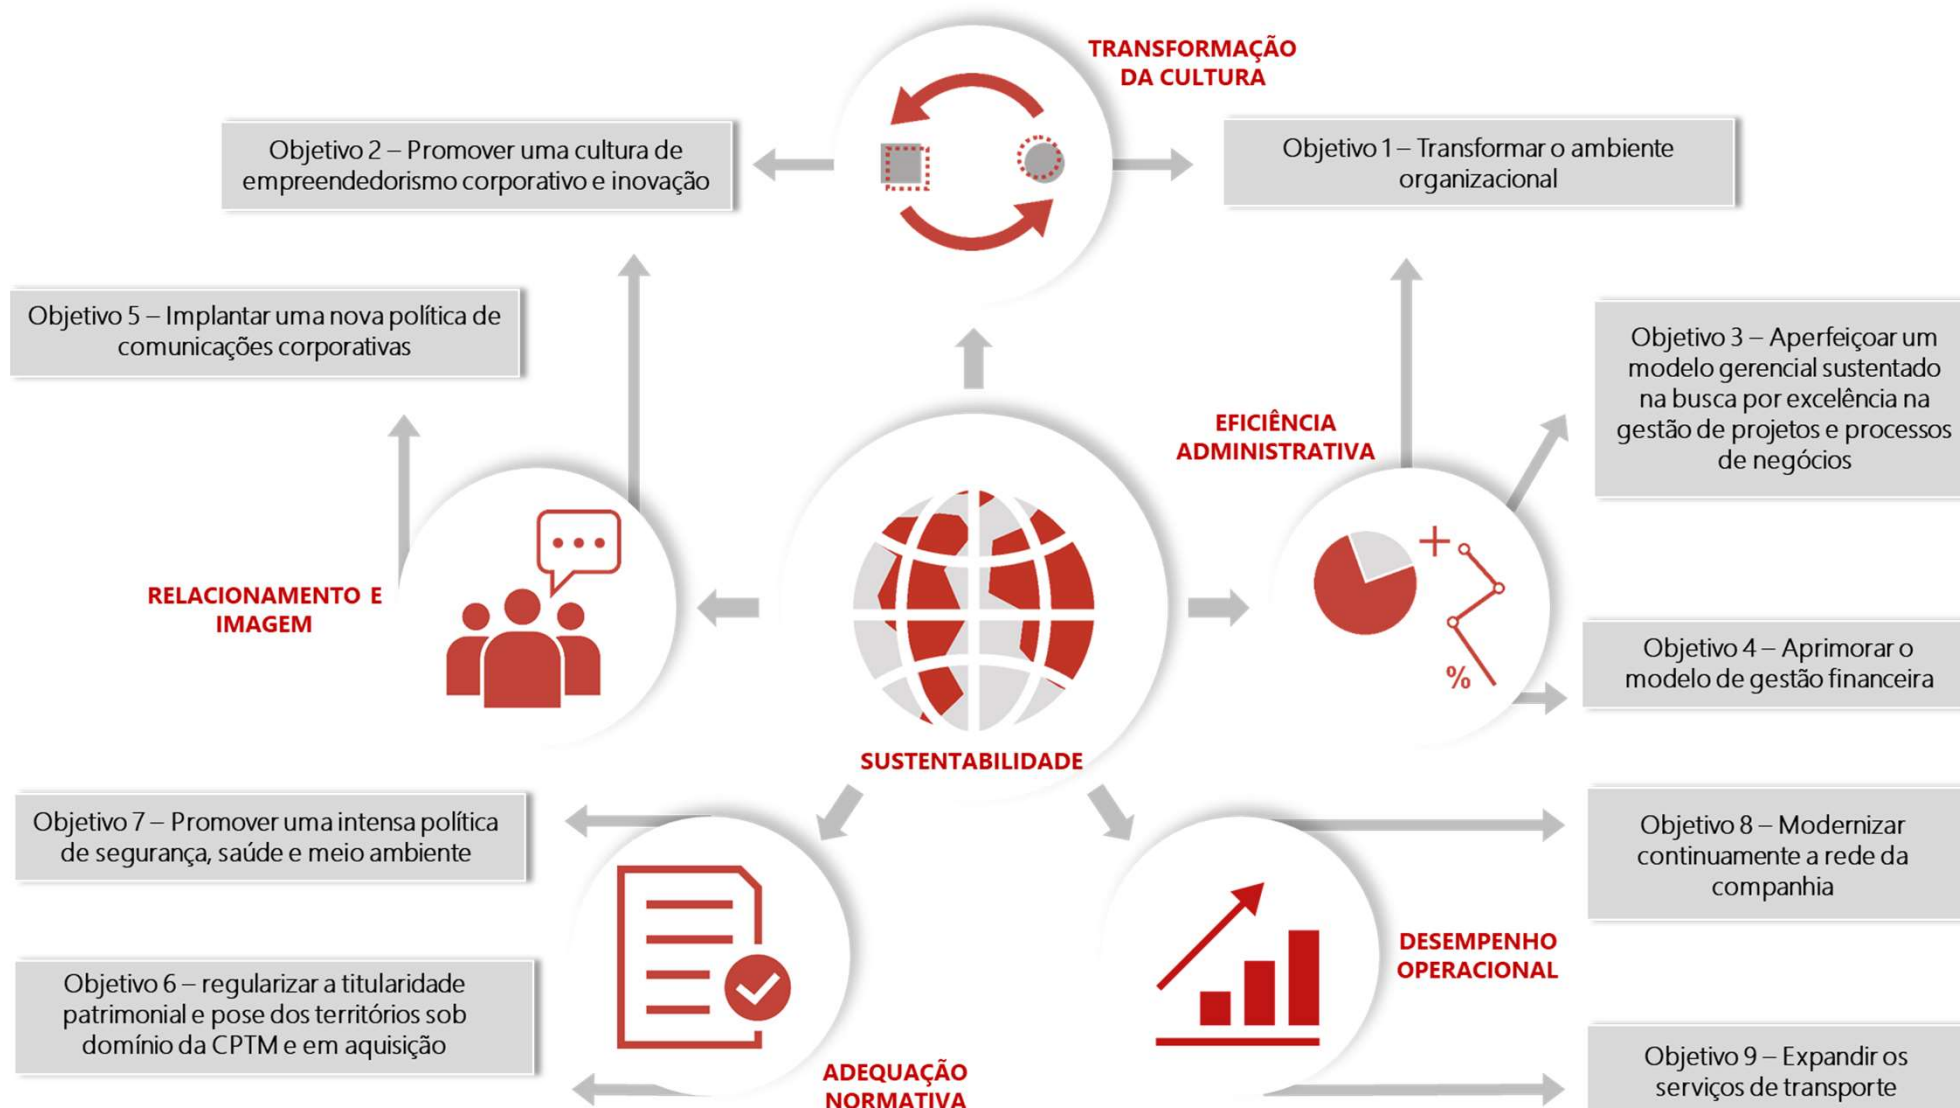 TRANSFORMAÇÃO
DA CULTURA
Objetivo 2 – Promover uma cultura de
empreendedorismo corporativo e inovação
Objetivo 1 – Transformar o ambiente
organizacional
Objetivo 5 – Implantar uma nova política de
comunicações corporativas
Objetivo 3 – Aperfeiçoar um
modelo gerencial sustentado
na busca por excelência na
gestão de projetos e processos
de negócios
EFICIÊNCIA
ADMINISTRATIVA
RELACIONAMENTO E
IMAGEM
%
Objetivo 4 – Aprimorar o
modelo de gestão financeira
SUSTENTABILIDADE
Objetivo 7 – Promover uma intensa política
de segurança, saúde e meio ambiente
Objetivo 8 – Modernizar
continuamente a rede da
companhia
DESEMPENHO
OPERACIONAL
Objetivo 6 – regularizar a titularidade
patrimonial e pose dos territórios sob
domínio da CPTM e em aquisição
ADEQUAÇÃO
NORMATIVA
Objetivo 9 – Expandir os
serviços de transporte